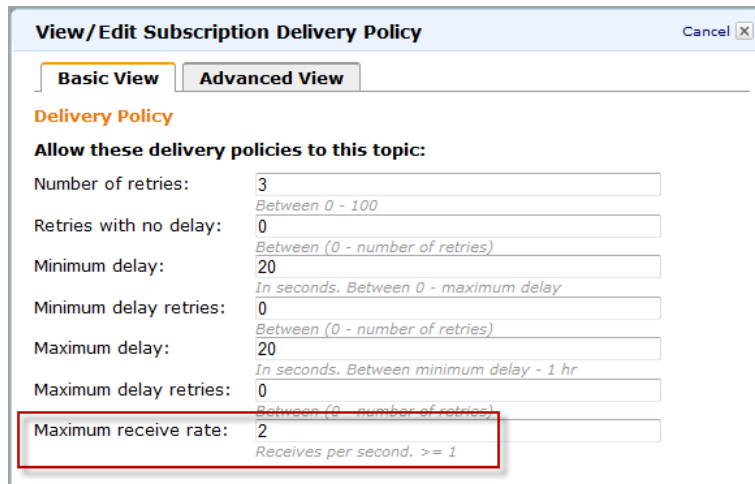 View/Edit Subscription Delivery Policy Cancel X
Basic View Advanced View
Delivery Policy
Allow these delivery policies to this topic:
Number of retries: 3
Between 0 - 100
Retries with no delay: 0
Between (0 - number of retries)
Minimum delay: 20
In seconds. Between 0 - maximum delay
Minimum delay retries: 0
Between (0 - number of retries)
Maximum delay: 20
In seconds. Between minimum delay - 1 hr
Maximum delay retries: 0
Between (0 - number of retries)
Maximum receive rate: 2
Receives per second. >= 1